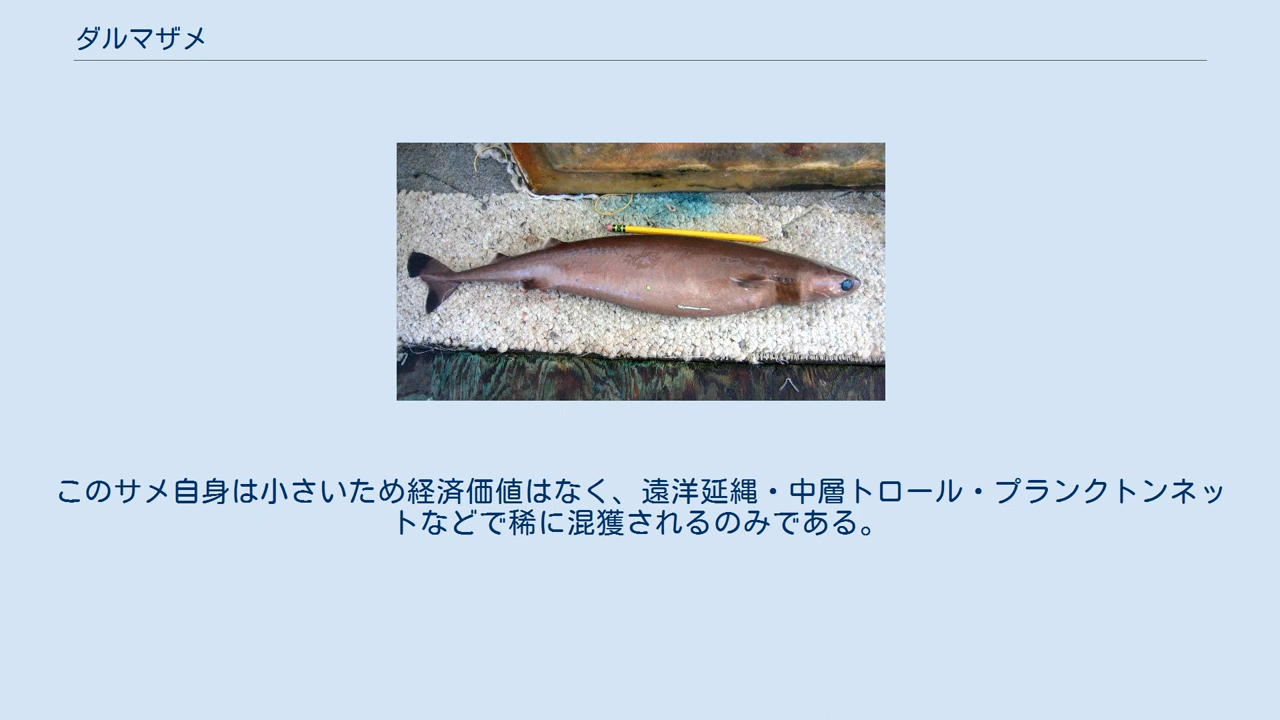 ダルマザメ
このサメ自身は小さいため経済価値はなく、遠洋延縄・中層トロール・プランクトンネッ
トなどで稀に混獲されるのみである。